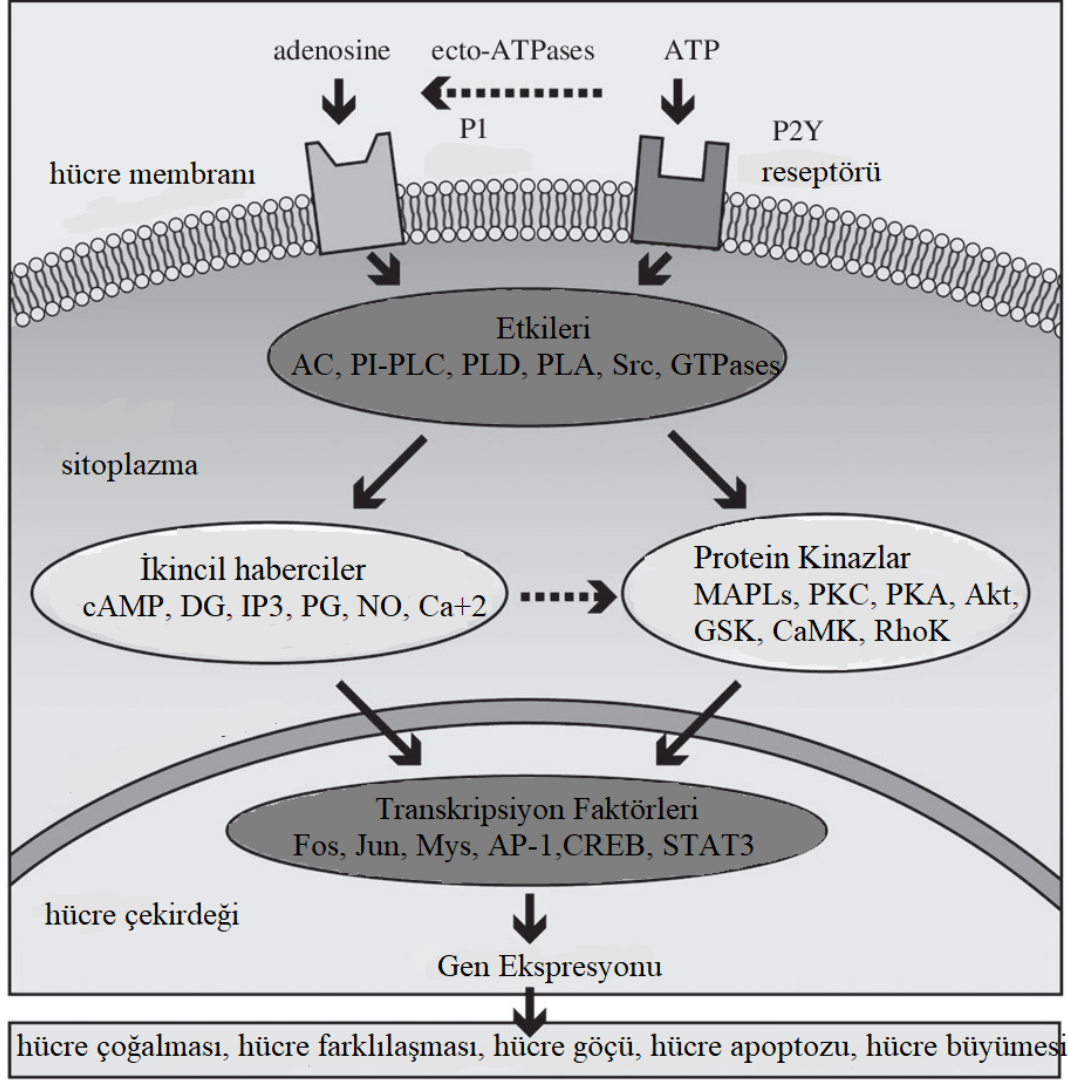 adenosine ecto-ATPases ATP
P1
P2Y
reseptörü
hücre membranı
Etkileri
AC, PI-PLC, PLD, PLA, Src, GTPases
sitoplazma
İkincil haberciler
cAMP, DG, IP3, PG, NO, Ca+2
Protein Kinazlar
MAPLs, PKC, PKA, Akt,
GSK, CaMK, RhoK
Transkripsiyon Faktörleri
Fos, Jun, Mys, AP-1,CREB, STAT3
hücre çekirdeği
Gen Ekspresyonu
hücre çoğalması, hücre farklılaşması, hücre göçü, hücre apoptozu, hücre büyümesi